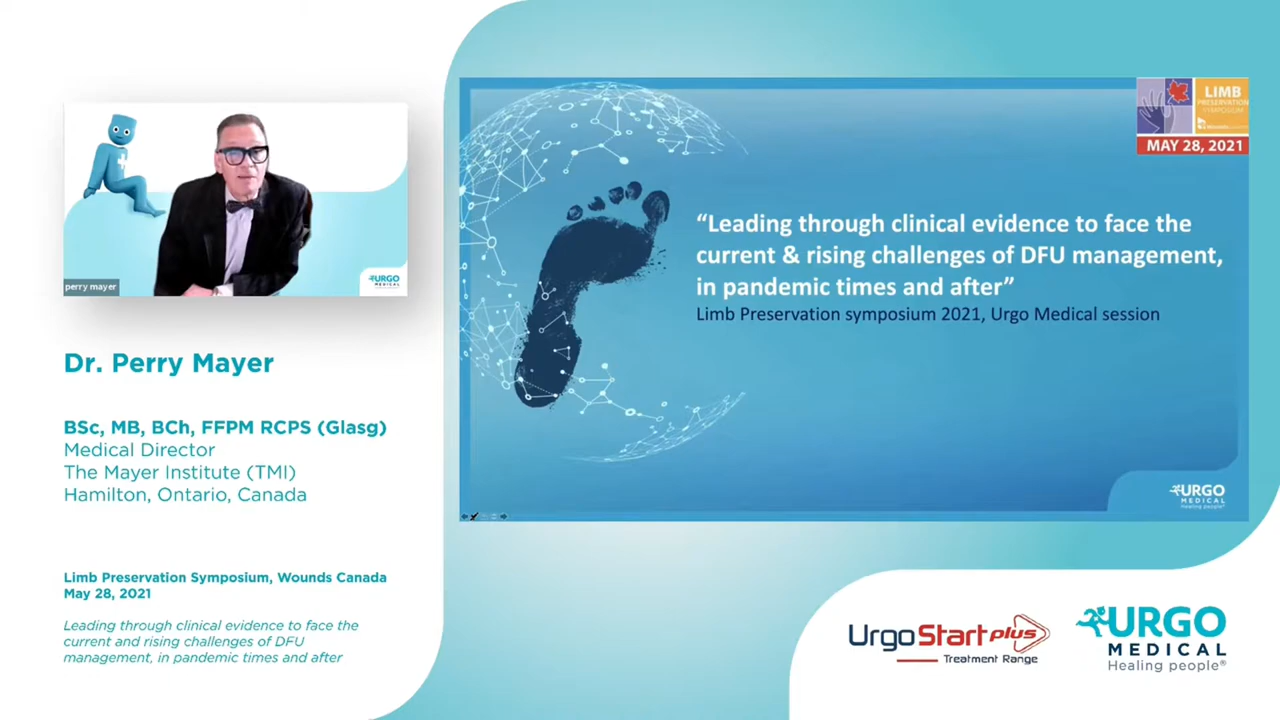 URGO
MEDICAL
perry mayer
Dr. Perry Mayer
BSc, MB, BCh, FFPM RCPS (Glasg)
Medical Director
The Mayer Institute (TMI)
Hamilton, Ontario, Canada
Limb Preservation Symposium, Wounds Canada
May 28, 2021
Leading through clinical evidence to face the
current and rising challenges of DFU
management, in pandemic times and after
LIMB
PRESERVATION
SYMPOSIUM
MAY 28, 2021
“Leading through clinical evidence to face the
current & rising challenges of DFU management,
in pandemic times and after”
Limb Preservation symposium 2021, Urgo Medical session
URGO
MEDICAL
Healing people®
UrgoStart plus
Treatment Range
URGO
MEDICAL
Healing people®